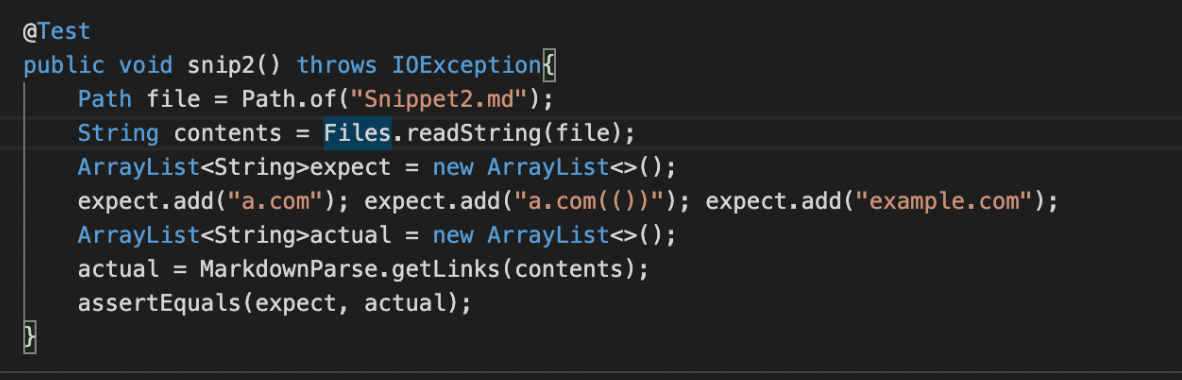 @Test
public void snip2() throws IOException{
    Path file = Path.of("Snippet2.md");
    String contents = Files.readString(file);
    ArrayList<String>expect = new ArrayList<>();
    expect.add("a.com"); expect.add("a.com(())"); expect.add("example.com");
    ArrayList<String>actual = new ArrayList<>();
    actual = MarkdownParse.getLinks(contents);
    assertEquals(expect, actual);
}